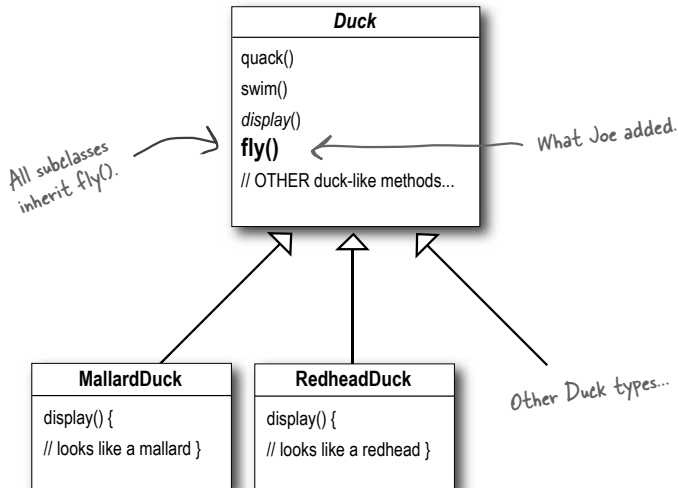 Duck
quack()
swim()
display()
fly()
// OTHER duck-like methods...
All subclasses
inherit fly().
What Joe added.
MallardDuck
display() {
// looks like a mallard }
RedheadDuck
display() {
// looks like a redhead }
Other Duck types...